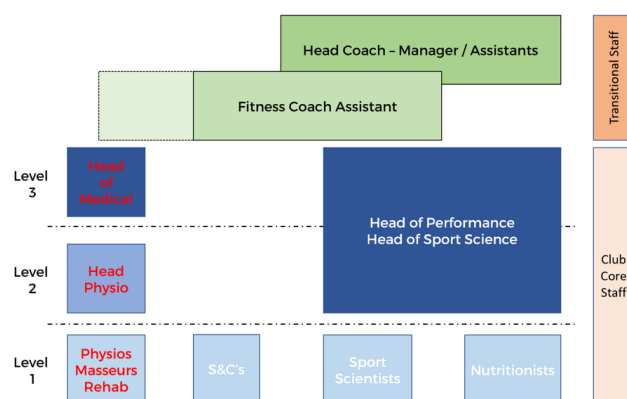 Head Coach – Manager / Assistants
Transitional Staff
Fitness Coach Assistant
Level
3
Head
of
Medical
Head of Performance
Head of Sport Science
Level
2
Head
Physio
Club
Core
Staff
Level
1
Physios
Masseurs
Rehab
S&C's
Sport
Scientists
Nutritionists